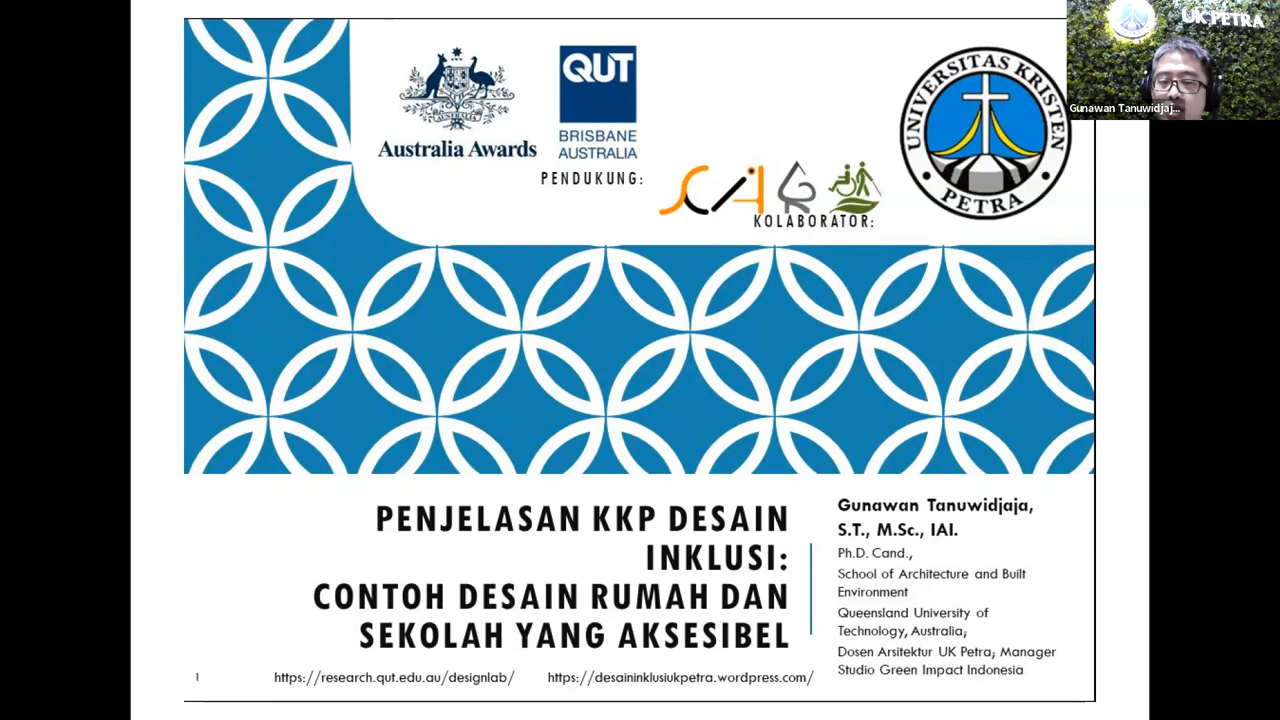 UK PETRA
Gunawan Tanuwidjaj...
AUSTRALIA
Australia Awards
QUT
BRISBANE
AUSTRALIA
PENDUKUNG:
KOLABORATOR:
UNIVERSITAS KRISTEN
PETRA
PENJELASAN KKP DESAIN
INKLUSI:
CONTOH DESAIN RUMAH DAN
SEKOLAH YANG AKSESIBEL
Gunawan Tanuwidjaja,
S.T., M.Sc., IAI.
Ph.D. Cand.,
School of Architecture and Built
Environment
Queensland University of
Technology, Australia;
Dosen Arsitektur UK Petra; Manager
Studio Green Impact Indonesia
1
https://research.qut.edu.au/designlab/
https://desaininklusiukpetra.wordpress.com/